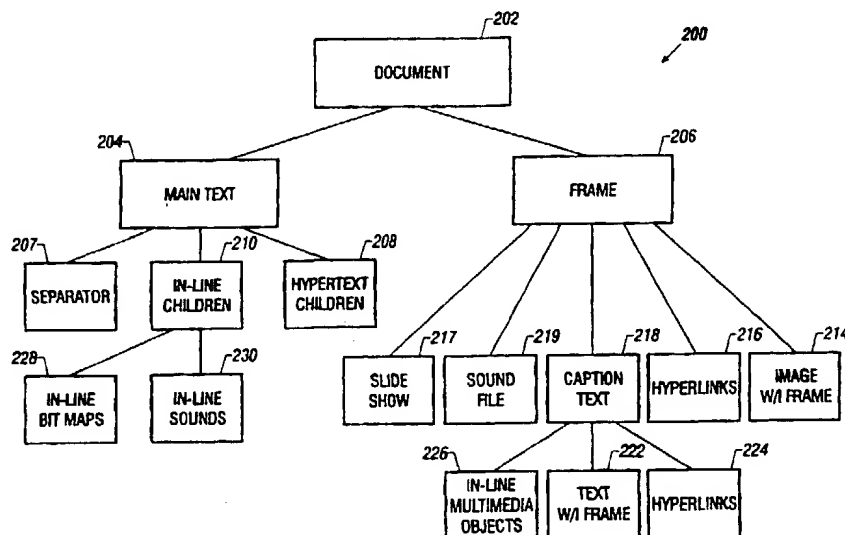 202
200
DOCUMENT
204
206
MAIN TEXT
FRAME
207
210
208
SEPARATOR
IN-LINE
CHILDREN
HYPERTEXT
CHILDREN
228
230
217
219
218
216
214
IN-LINE
BIT MAPS
IN-LINE
SOUNDS
SLIDE
SHOW
SOUND
FILE
CAPTION
TEXT
HYPERLINKS
IMAGE
W/I FRAME
226
222
224
IN-LINE
MULTIMEDIA
OBJECTS
TEXT
W/I FRAME
HYPERLINKS